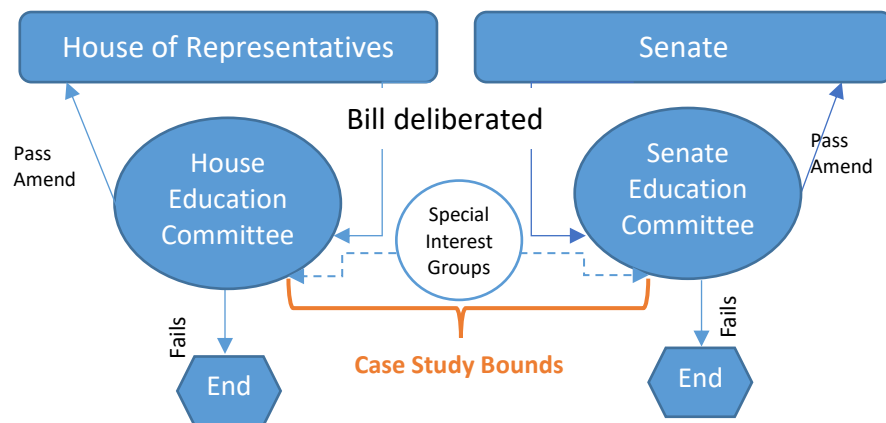 House of Representatives
Senate
Bill deliberated
Pass
Amend
House
Education
Committee
Special
Interest
Groups
Senate
Education
Committee
Pass
Amend
Fails
Fails
Case Study Bounds
End
End